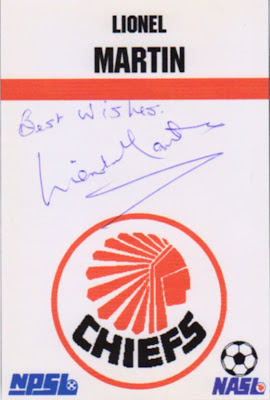 LIONEL
MARTIN
Best Wishes.
Lionel Martin
CHIEFS
NPSL
NASL